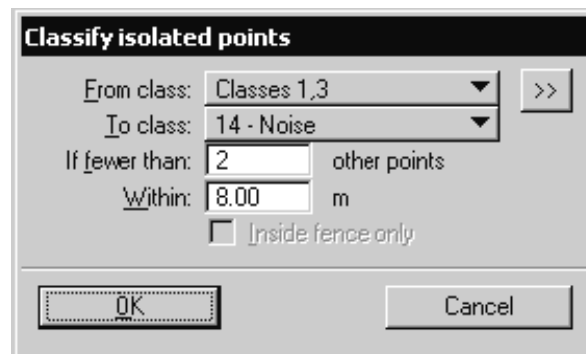 Classify isolated points
From class: Classes 1,3 >>
To class: 14 - Noise
If fewer than: 2 other points
Within: 8.00 m
Inside fence only
OK Cancel